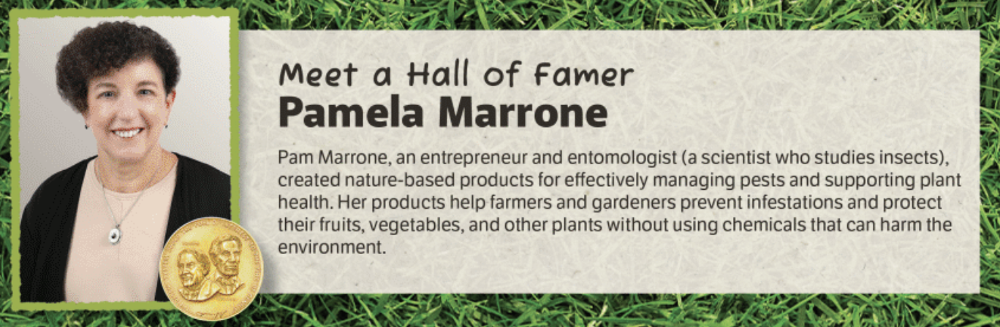 Meet a Hall of Famer
Pamela Marrone
Pam Marrone, an entrepreneur and entomologist (a scientist who studies insects),
created nature-based products for effectively managing pests and supporting plant
health. Her products help farmers and gardeners prevent infestations and protect
their fruits, vegetables, and other plants without using chemicals that can harm the
environment.